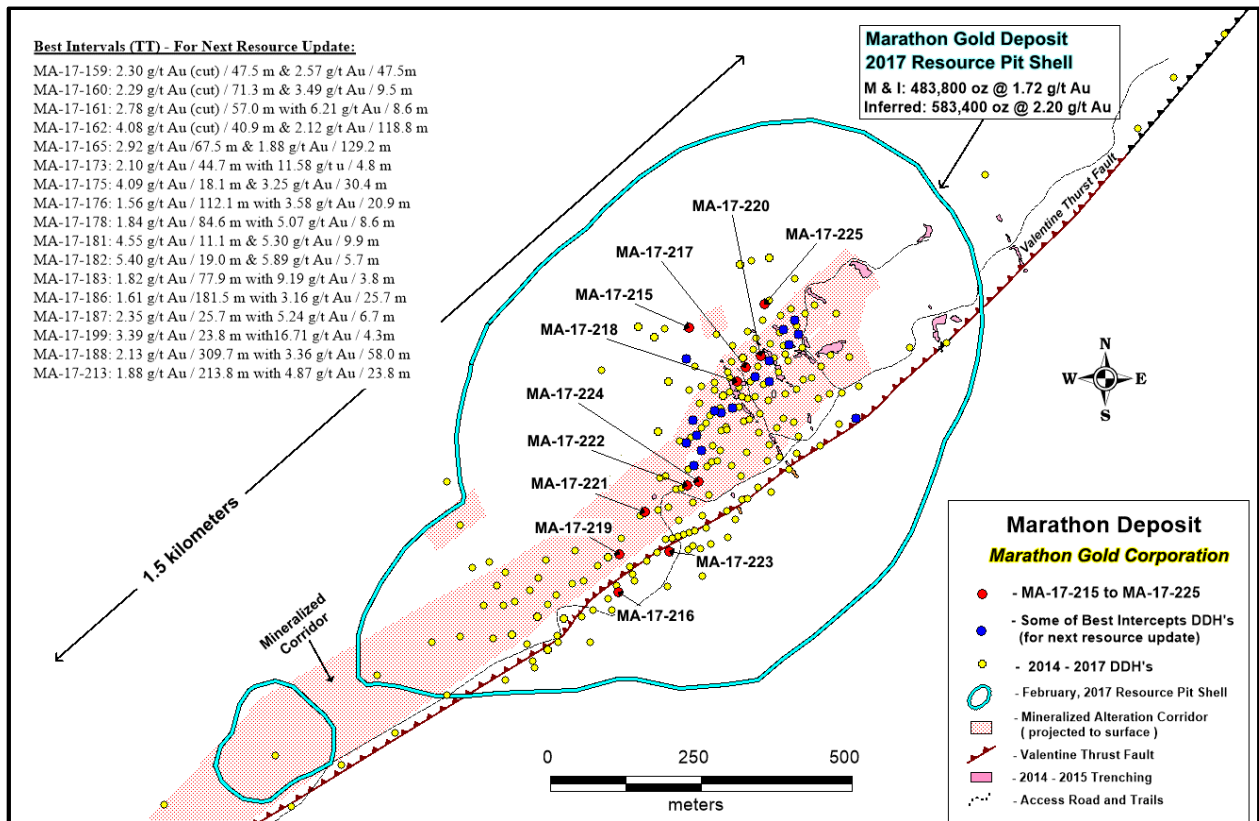 Best Intervals (TT) - For Next Resource Update:
MA-17-159: 2.30 g/t Au (cut) / 47.5 m & 2.57 g/t Au / 47.5m
MA-17-160: 2.29 g/t Au (cut) / 71.3 m & 3.49 g/t Au / 9.5 m
MA-17-161: 2.78 g/t Au (cut) / 57.0 m with 6.21 g/t Au / 8.6 m
MA-17-162: 4.08 g/t Au (cut) / 40.9 m & 2.12 g/t Au / 118.8 m
MA-17-165: 2.92 g/t Au /67.5 m & 1.88 g/t Au / 129.2 m
MA-17-173: 2.10 g/t Au / 44.7 m with 11.58 g/t u / 4.8 m
MA-17-175: 4.09 g/t Au / 18.1 m & 3.25 g/t Au / 30.4 m
MA-17-176: 1.56 g/t Au / 112.1 m with 3.58 g/t Au / 20.9 m
MA-17-178: 1.84 g/t Au / 84.6 m with 5.07 g/t Au / 8.6 m
MA-17-181: 4.55 g/t Au / 11.1 m & 5.30 g/t Au / 9.9 m
MA-17-182: 5.40 g/t Au / 19.0 m & 5.89 g/t Au / 5.7 m
MA-17-183: 1.82 g/t Au / 77.9 m with 9.19 g/t Au / 3.8 m
MA-17-186: 1.61 g/t Au /181.5 m with 3.16 g/t Au / 25.7 m
MA-17-187: 2.35 g/t Au / 25.7 m with 5.24 g/t Au / 6.7 m
MA-17-199: 3.39 g/t Au / 23.8 m with16.71 g/t Au / 4.3m
MA-17-188: 2.13 g/t Au / 309.7 m with 3.36 g/t Au / 58.0 m
MA-17-213: 1.88 g/t Au / 213.8 m with 4.87 g/t Au / 23.8 m
Marathon Gold Deposit
2017 Resource Pit Shell
M & I: 483,800 oz @ 1.72 g/t Au
Inferred: 583,400 oz @ 2.20 g/t Au
Valentine Thurst Fault
MA-17-220
MA-17-225
MA-17-217
MA-17-215
MA-17-218
MA-17-224
MA-17-222
MA-17-221
MA-17-219
MA-17-223
MA-17-216
1.5 kilometers
Mineralized
Corridor
N
W
E
S
0
250
500
meters
Marathon Deposit
Marathon Gold Corporation
- MA-17-215 to MA-17-225
- Some of Best Intercepts DDH's
(for next resource update)
- 2014 - 2017 DDH's
- February, 2017 Resource Pit Shell
- Mineralized Alteration Corridor
( projected to surface )
- Valentine Thrust Fault
- 2014 - 2015 Trenching
- Access Road and Trails